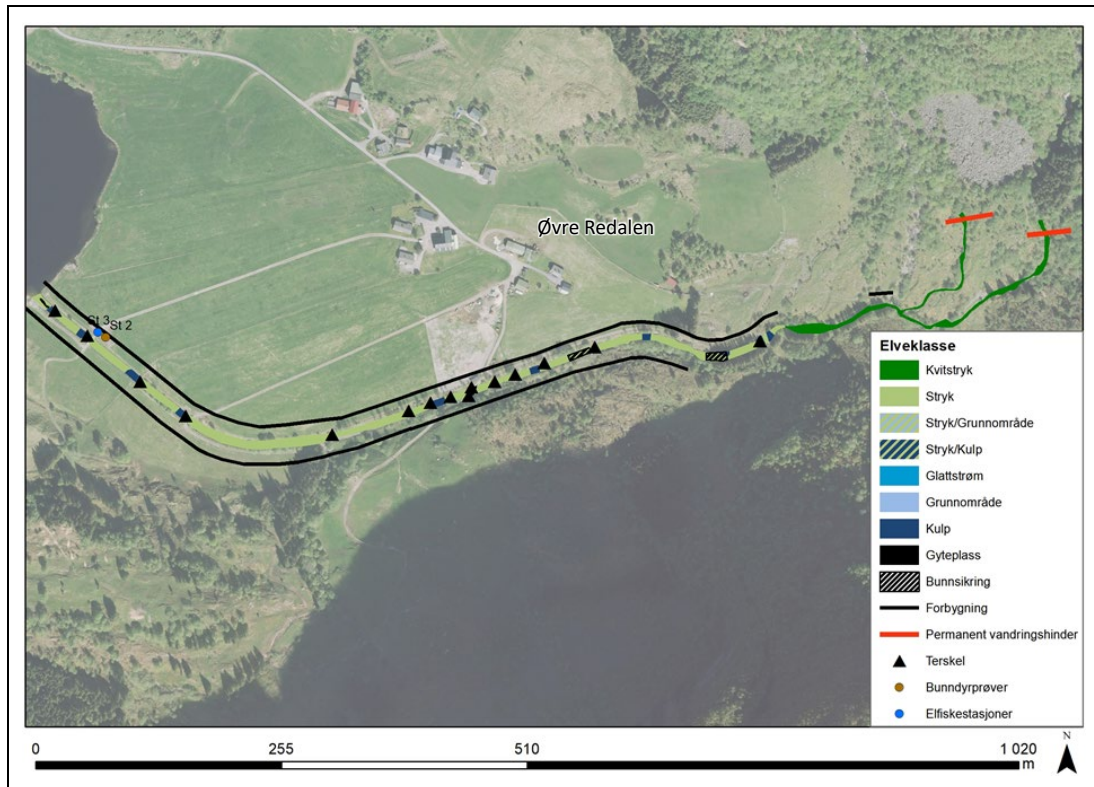 Øvre Redalen
St 3
St 2
Elveklasse
Kvitstryk
Stryk
Stryk/Grunnområde
Stryk/Kulp
Glattstrøm
Grunnområde
Kulp
Gyteplass
Bunnsikring
Forbygning
Permanent vandringshinder
Terskel
Bunndyrprøver
Elfiskestasjoner
0 255 510 1 020
m
N